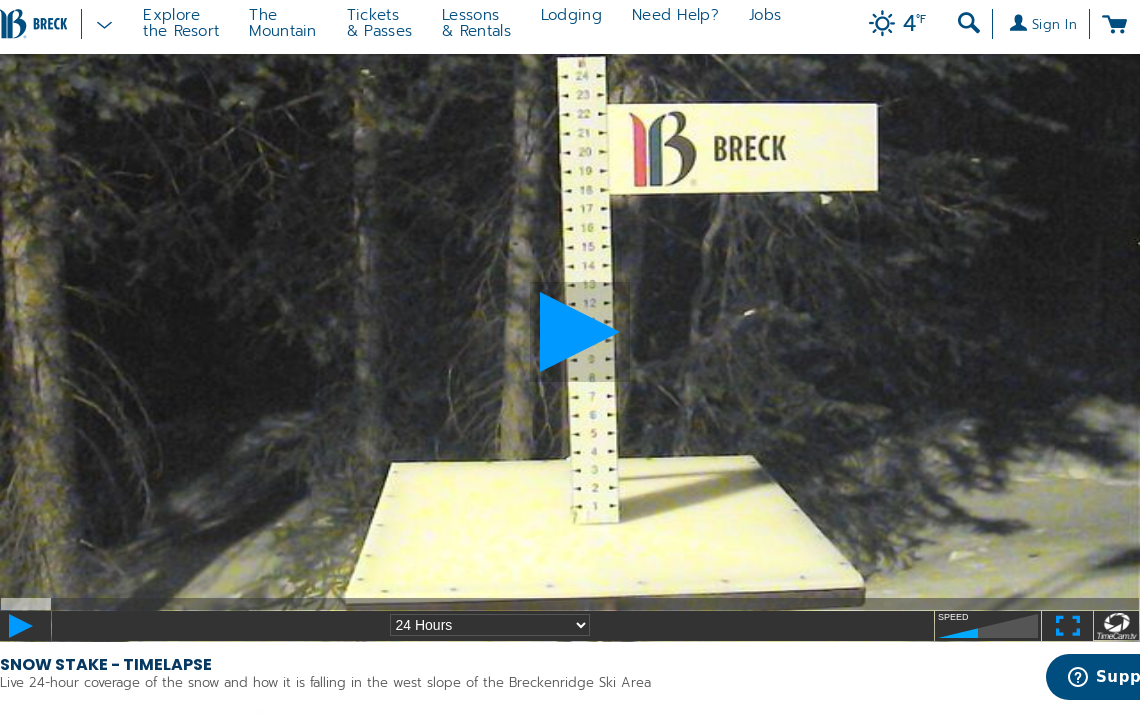 BRECK
Explore
the Resort
The
Mountain
Tickets
& Passes
Lessons
& Rentals
Lodging
Need Help?
Jobs
4°F
Sign In
24
23
22
21
20
19
18
17
16
15
14
13
12
9
8
7
6
5
4
3
2
1
B BRECK
24 Hours
SPEED
TimeCam.tv
SNOW STAKE - TIMELAPSE
Live 24-hour coverage of the snow and how it is falling in the west slope of the Breckenridge Ski Area
Supp